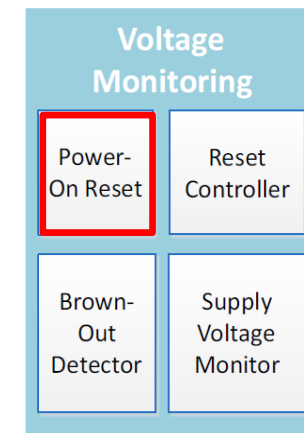 Voltage
Monitoring
Power-
On Reset
Reset
Controller
Brown-
Out
Detector
Supply
Voltage
Monitor